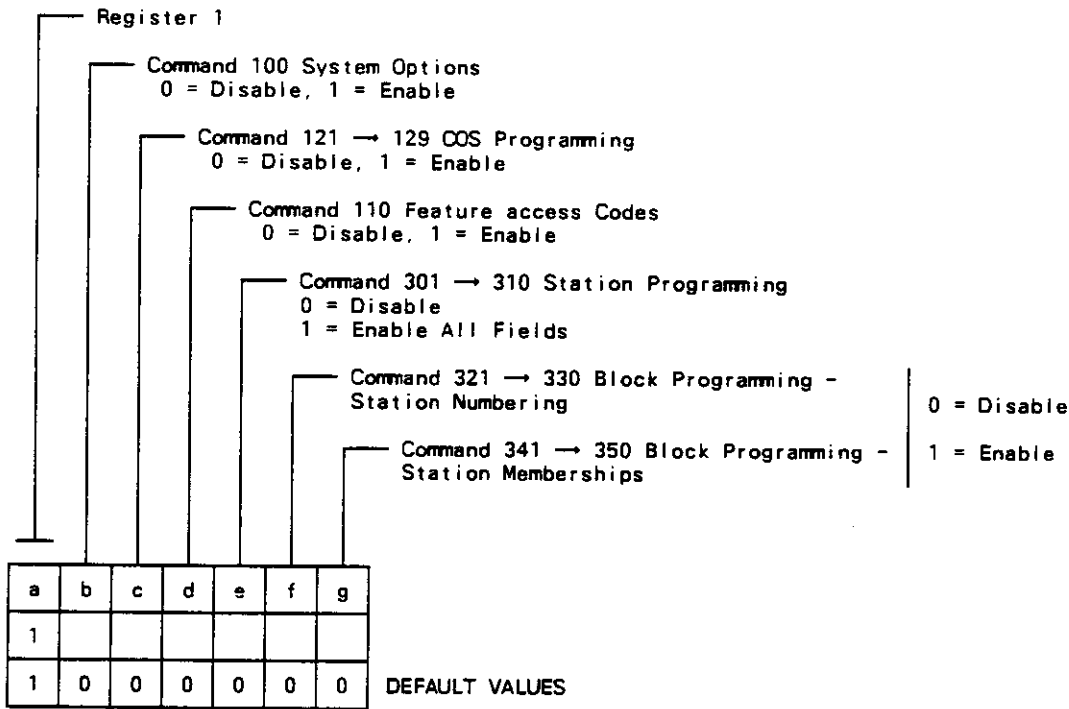 Register 1
Command 100 System Options
0 = Disable, 1 = Enable
Command 121 → 129 COS Programming
0 = Disable, 1 = Enable
Command 110 Feature access Codes
0 = Disable, 1 = Enable
Command 301 → 310 Station Programming
0 = Disable
1 = Enable All Fields
Command 321 → 330 Block Programming -
Station Numbering
0 = Disable
Command 341 → 350 Block Programming -
Station Memberships
1 = Enable
a b c d e f g
1
1 0 0 0 0 0 0 DEFAULT VALUES